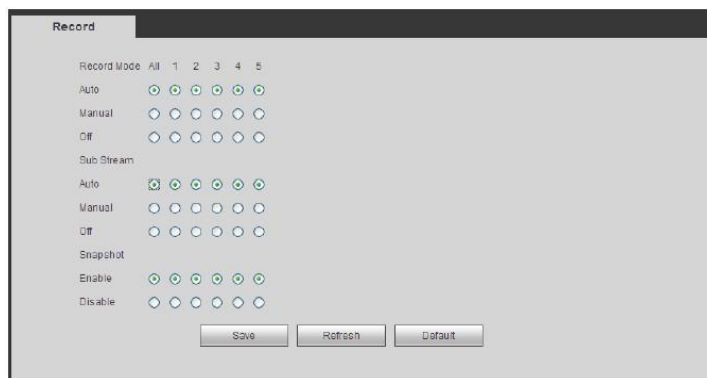 Record
Record Mode All 1 2 3 4 5
Auto
Manual
Off
Sub Stream
Auto
Manual
Off
Snapshot
Enable
Disable
Save Refresh Default